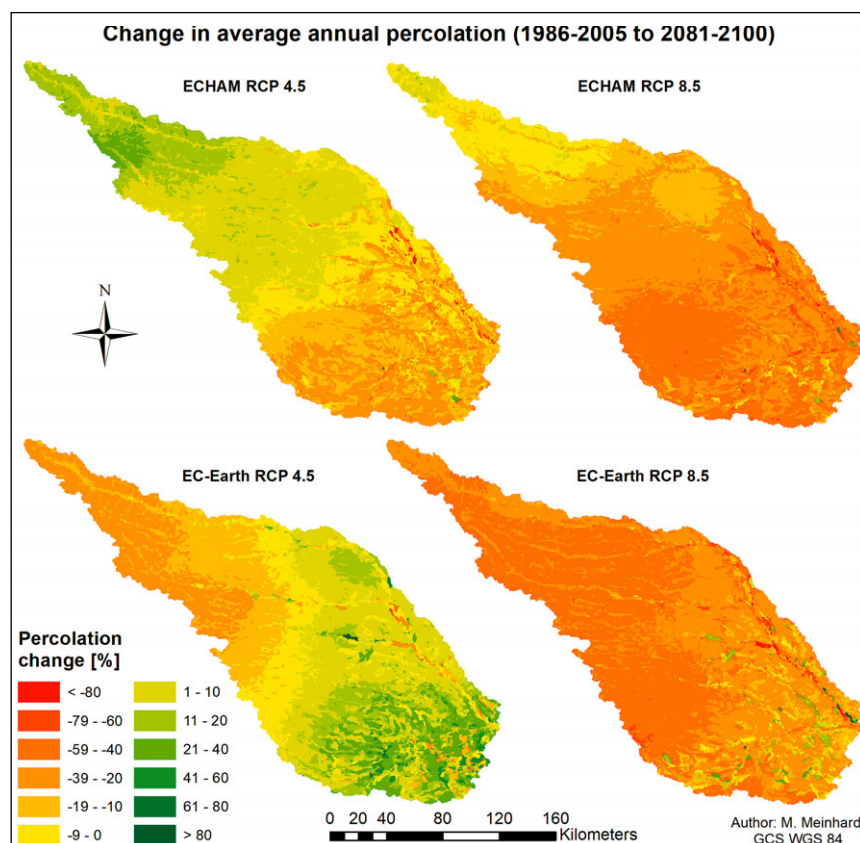 Change in average annual percolation (1986-2005 to 2081-2100)
ECHAM RCP 4.5
ECHAM RCP 8.5
N
EC-Earth RCP 4.5
EC-Earth RCP 8.5
Percolation
change [%]
< -80
-79 - -60
-59 - -40
-39 - -20
-19 - -10
-9 - 0
1 - 10
11 - 20
21 - 40
41 - 60
61 - 80
> 80
0 20 40 80 120 160
Kilometers
Author: M. Meinhardt
GCS WGS 84